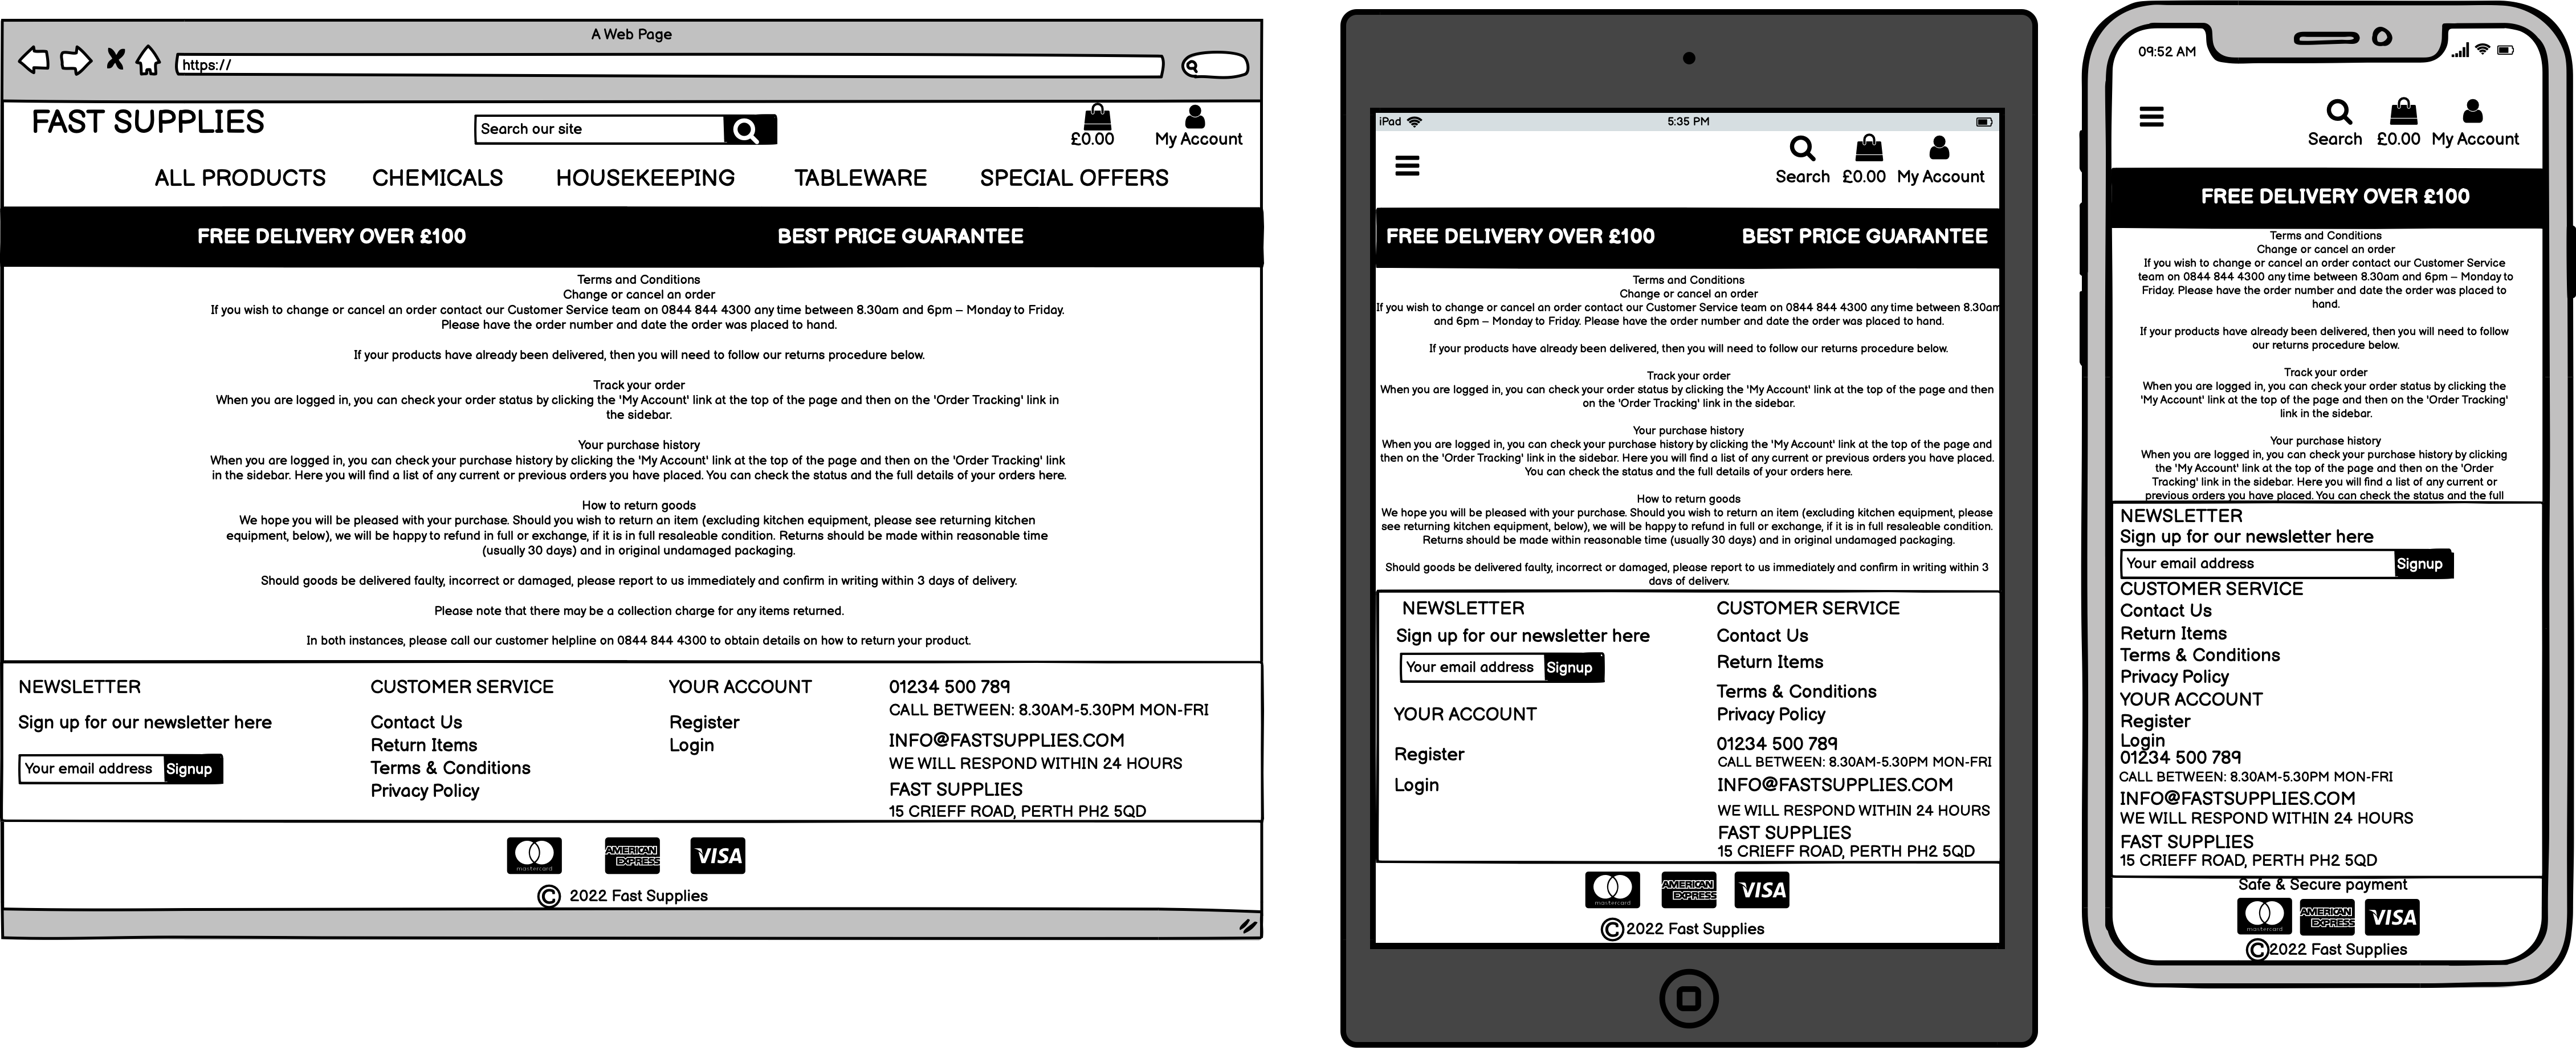 A Web Page
https://
FAST SUPPLIES
Search our site
£0.00
My Account
ALL PRODUCTS
CHEMICALS
HOUSEKEEPING
TABLEWARE
SPECIAL OFFERS
FREE DELIVERY OVER £100
BEST PRICE GUARANTEE
Terms and Conditions
Change or cancel an order
If you wish to change or cancel an order contact our Customer Service team on 0844 844 4300 any time between 8.30am and 6pm – Monday to Friday.
Please have the order number and date the order was placed to hand.
If your products have already been delivered, then you will need to follow our returns procedure below.
Track your order
When you are logged in, you can check your order status by clicking the 'My Account' link at the top of the page and then on the 'Order Tracking' link in
the sidebar.
Your purchase history
When you are logged in, you can check your purchase history by clicking the 'My Account' link at the top of the page and then on the 'Order Tracking' link
in the sidebar. Here you will find a list of any current or previous orders you have placed. You can check the status and the full details of your orders here.
How to return goods
We hope you will be pleased with your purchase. Should you wish to return an item (excluding kitchen equipment, please see returning kitchen
equipment, below), we will be happy to refund in full or exchange, if it is in full resaleable condition. Returns should be made within reasonable time
(usually 30 days) and in original undamaged packaging.
Should goods be delivered faulty, incorrect or damaged, please report to us immediately and confirm in writing within 3 days of delivery.
Please note that there may be a collection charge for any items returned.
In both instances, please call our customer helpline on 0844 844 4300 to obtain details on how to return your product.
NEWSLETTER
Sign up for our newsletter here
Your email address
Signup
CUSTOMER SERVICE
Contact Us
Return Items
Terms & Conditions
Privacy Policy
YOUR ACCOUNT
Register
Login
01234 500 789
CALL BETWEEN: 8.30AM-5.30PM MON-FRI
INFO@FASTSUPPLIES.COM
WE WILL RESPOND WITHIN 24 HOURS
FAST SUPPLIES
15 CRIEFF ROAD, PERTH PH2 5QD
mastercard
AMERICAN
EXPRESS
VISA
© 2022 Fast Supplies
iPad
5:35 PM
Search
£0.00
My Account
FREE DELIVERY OVER £100
BEST PRICE GUARANTEE
Terms and Conditions
Change or cancel an order
If you wish to change or cancel an order contact our Customer Service team on 0844 844 4300 any time between 8.30am
and 6pm – Monday to Friday. Please have the order number and date the order was placed to hand.
If your products have already been delivered, then you will need to follow our returns procedure below.
Track your order
When you are logged in, you can check your order status by clicking the 'My Account' link at the top of the page and then
on the 'Order Tracking' link in the sidebar.
Your purchase history
When you are logged in, you can check your purchase history by clicking the 'My Account' link at the top of the page and
then on the 'Order Tracking' link in the sidebar. Here you will find a list of any current or previous orders you have placed.
You can check the status and the full details of your orders here.
How to return goods
We hope you will be pleased with your purchase. Should you wish to return an item (excluding kitchen equipment, please
see returning kitchen equipment, below), we will be happy to refund in full or exchange, if it is in full resaleable condition.
Returns should be made within reasonable time (usually 30 days) and in original undamaged packaging.
Should goods be delivered faulty, incorrect or damaged, please report to us immediately and confirm in writing within 3
days of delivery.
NEWSLETTER
Sign up for our newsletter here
Your email address
Signup
YOUR ACCOUNT
Register
Login
CUSTOMER SERVICE
Contact Us
Return Items
Terms & Conditions
Privacy Policy
01234 500 789
CALL BETWEEN: 8.30AM-5.30PM MON-FRI
INFO@FASTSUPPLIES.COM
WE WILL RESPOND WITHIN 24 HOURS
FAST SUPPLIES
15 CRIEFF ROAD, PERTH PH2 5QD
mastercard
AMERICAN
EXPRESS
VISA
©2022 Fast Supplies
09:52 AM
Search
£0.00
My Account
FREE DELIVERY OVER £100
Terms and Conditions
Change or cancel an order
If you wish to change or cancel an order contact our Customer Service
team on 0844 844 4300 any time between 8.30am and 6pm – Monday to
Friday. Please have the order number and date the order was placed to
hand.
If your products have already been delivered, then you will need to follow
our returns procedure below.
Track your order
When you are logged in, you can check your order status by clicking the
'My Account' link at the top of the page and then on the 'Order Tracking'
link in the sidebar.
Your purchase history
When you are logged in, you can check your purchase history by clicking
the 'My Account' link at the top of the page and then on the 'Order
Tracking' link in the sidebar. Here you will find a list of any current or
previous orders you have placed. You can check the status and the full
NEWSLETTER
Sign up for our newsletter here
Your email address
Signup
CUSTOMER SERVICE
Contact Us
Return Items
Terms & Conditions
Privacy Policy
YOUR ACCOUNT
Register
Login
01234 500 789
CALL BETWEEN: 8.30AM-5.30PM MON-FRI
INFO@FASTSUPPLIES.COM
WE WILL RESPOND WITHIN 24 HOURS
FAST SUPPLIES
15 CRIEFF ROAD, PERTH PH2 5QD
Safe & Secure payment
mastercard
AMERICAN
EXPRESS
VISA
©2022 Fast Supplies